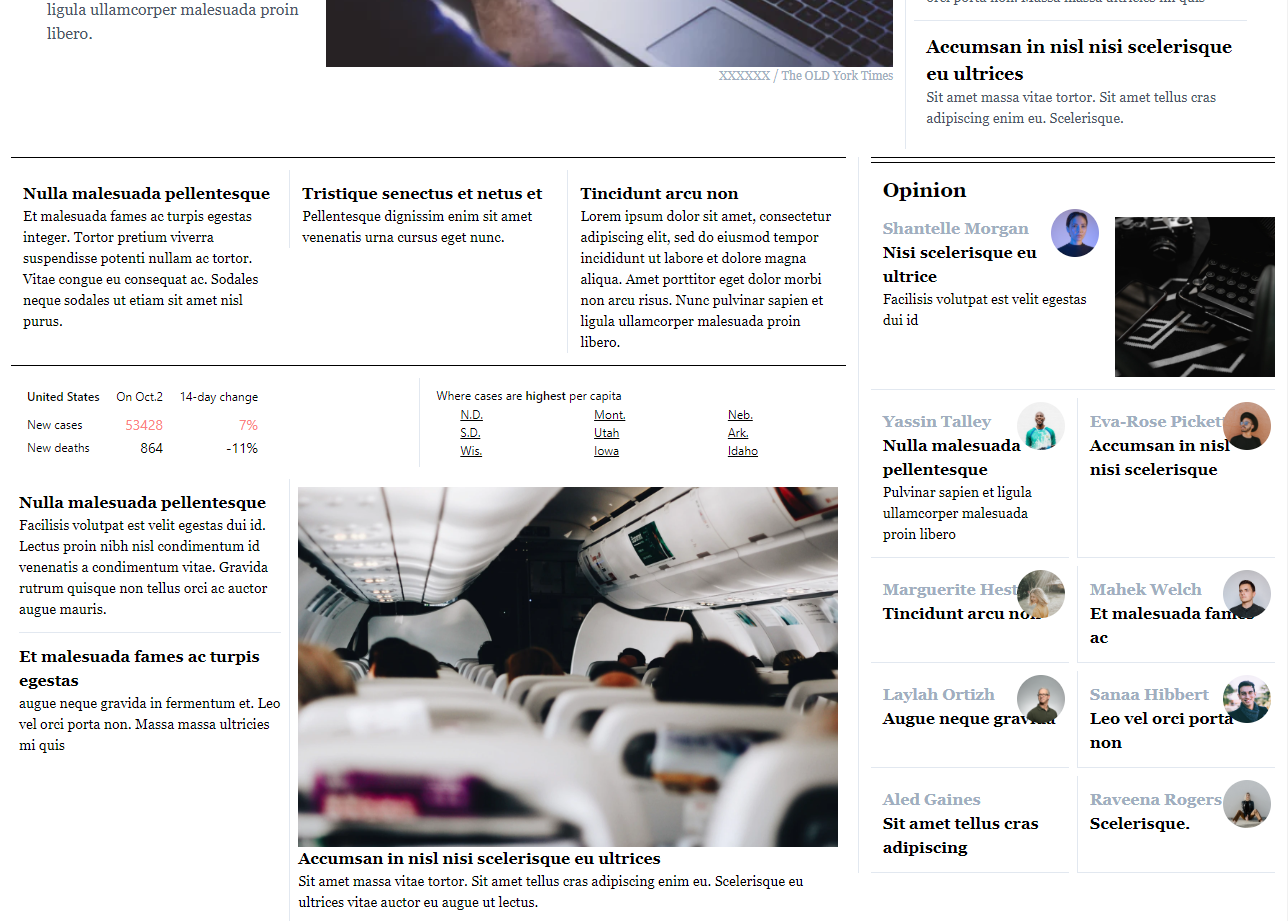 ligula ullamcorper malesuada proin
libero.
XXXXXX / The OLD York Times
Accumsan in nisl nisi scelerisque
eu ultrices
Sit amet massa vitae tortor. Sit amet tellus cras
adipiscing enim eu. Scelerisque.
Nulla malesuada pellentesque
Et malesuada fames ac turpis egestas
integer. Tortor pretium viverra
suspendisse potenti nullam ac tortor.
Vitae congue eu consequat ac. Sodales
neque sodales ut etiam sit amet nisl
purus.
Tristique senectus et netus et
Pellentesque dignissim enim sit amet
venenatis urna cursus eget nunc.
Tincidunt arcu non
Lorem ipsum dolor sit amet, consectetur
adipiscing elit, sed do eiusmod tempor
incididunt ut labore et dolore magna
aliqua. Amet porttitor eget dolor morbi
non arcu risus. Nunc pulvinar sapien et
ligula ullamcorper malesuada proin
libero.
United States On Oct.2 14-day change
New cases 53428 7%
New deaths 864 -11%
Where cases are highest per capita
N.D. Mont. Neb.
S.D. Utah Ark.
Wis. Iowa Idaho
Nulla malesuada pellentesque
Facilisis volutpat est velit egestas dui id.
Lectus proin nibh nisl condimentum id
venenatis a condimentum vitae. Gravida
rutrum quisque non tellus orci ac auctor
augue mauris.
Et malesuada fames ac turpis
egestas
augue neque gravida in fermentum et. Leo
vel orci porta non. Massa massa ultricies
mi quis
Accumsan in nisl nisi scelerisque eu ultrices
Sit amet massa vitae tortor. Sit amet tellus cras adipiscing enim eu. Scelerisque eu
ultrices vitae auctor eu augue ut lectus.
Opinion
Shantelle Morgan
Nisi scelerisque eu
ultrice
Facilisis volutpat est velit egestas
dui id
Yassin Talley
Nulla malesuada
pellentesque
Pulvinar sapien et ligula
ullamcorper malesuada
proin libero
Eva-Rose Pickett
Accumsan in nisl
nisi scelerisque
Marguerite Hest
Tincidunt arcu non
Mahek Welch
Et malesuada fames
ac
Laylah Ortizh
Augue neque gravida
Sanaa Hibbert
Leo vel orci porta
non
Aled Gaines
Sit amet tellus cras
adipiscing
Raveena Rogers
Scelerisque.